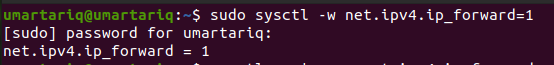 umartariq@umartariq:~$ sudo sysctl -w net.ipv4.ip_forward=1
[sudo] password for umartariq:
net.ipv4.ip_forward = 1